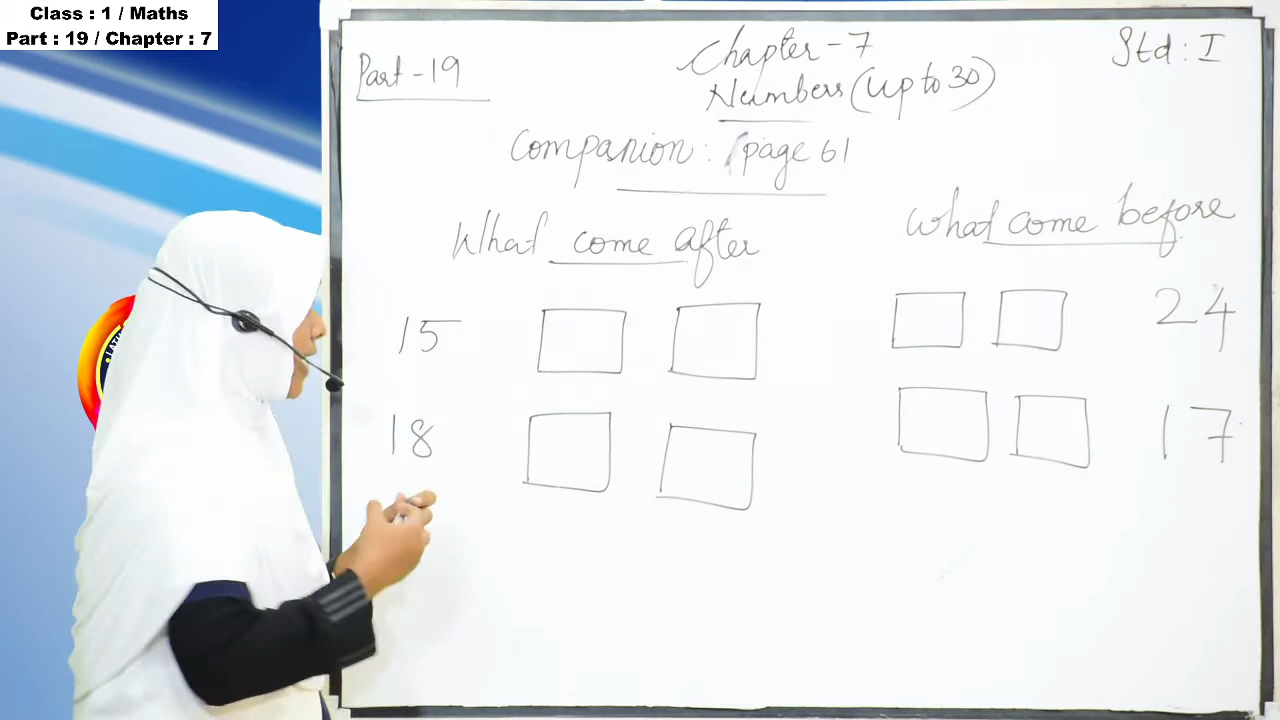 Class : 1 / Maths
Part : 19 / Chapter : 7
Part - 19
Chapter - 7
Std : I
Numbers (up to 30)
Companion : page 61
What come after
What come before
15
24
18
17